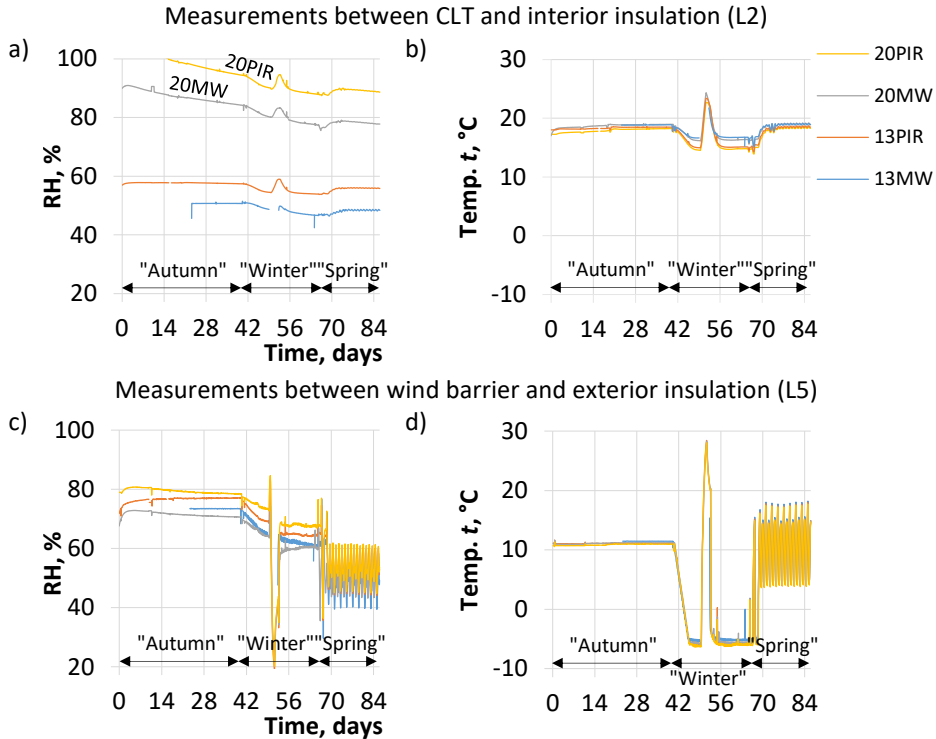 Measurements between CLT and interior insulation (L2)
a)
100
80
60
40
20
RH, %
20PIR
20MW
"Autumn" "Winter" "Spring"
0 14 28 42 56 70 84
Time, days
b)
30
20
10
0
-10
Temp. t, °C
"Autumn" "Winter" "Spring"
0 14 28 42 56 70 84
20PIR
20MW
13PIR
13MW
Measurements between wind barrier and exterior insulation (L5)
c)
100
80
60
40
20
RH, %
"Autumn" "Winter" "Spring"
0 14 28 42 56 70 84
Time, days
d)
30
20
10
0
-10
Temp. t, °C
"Autumn" "Spring"
"Winter"
0 14 28 42 56 70 84